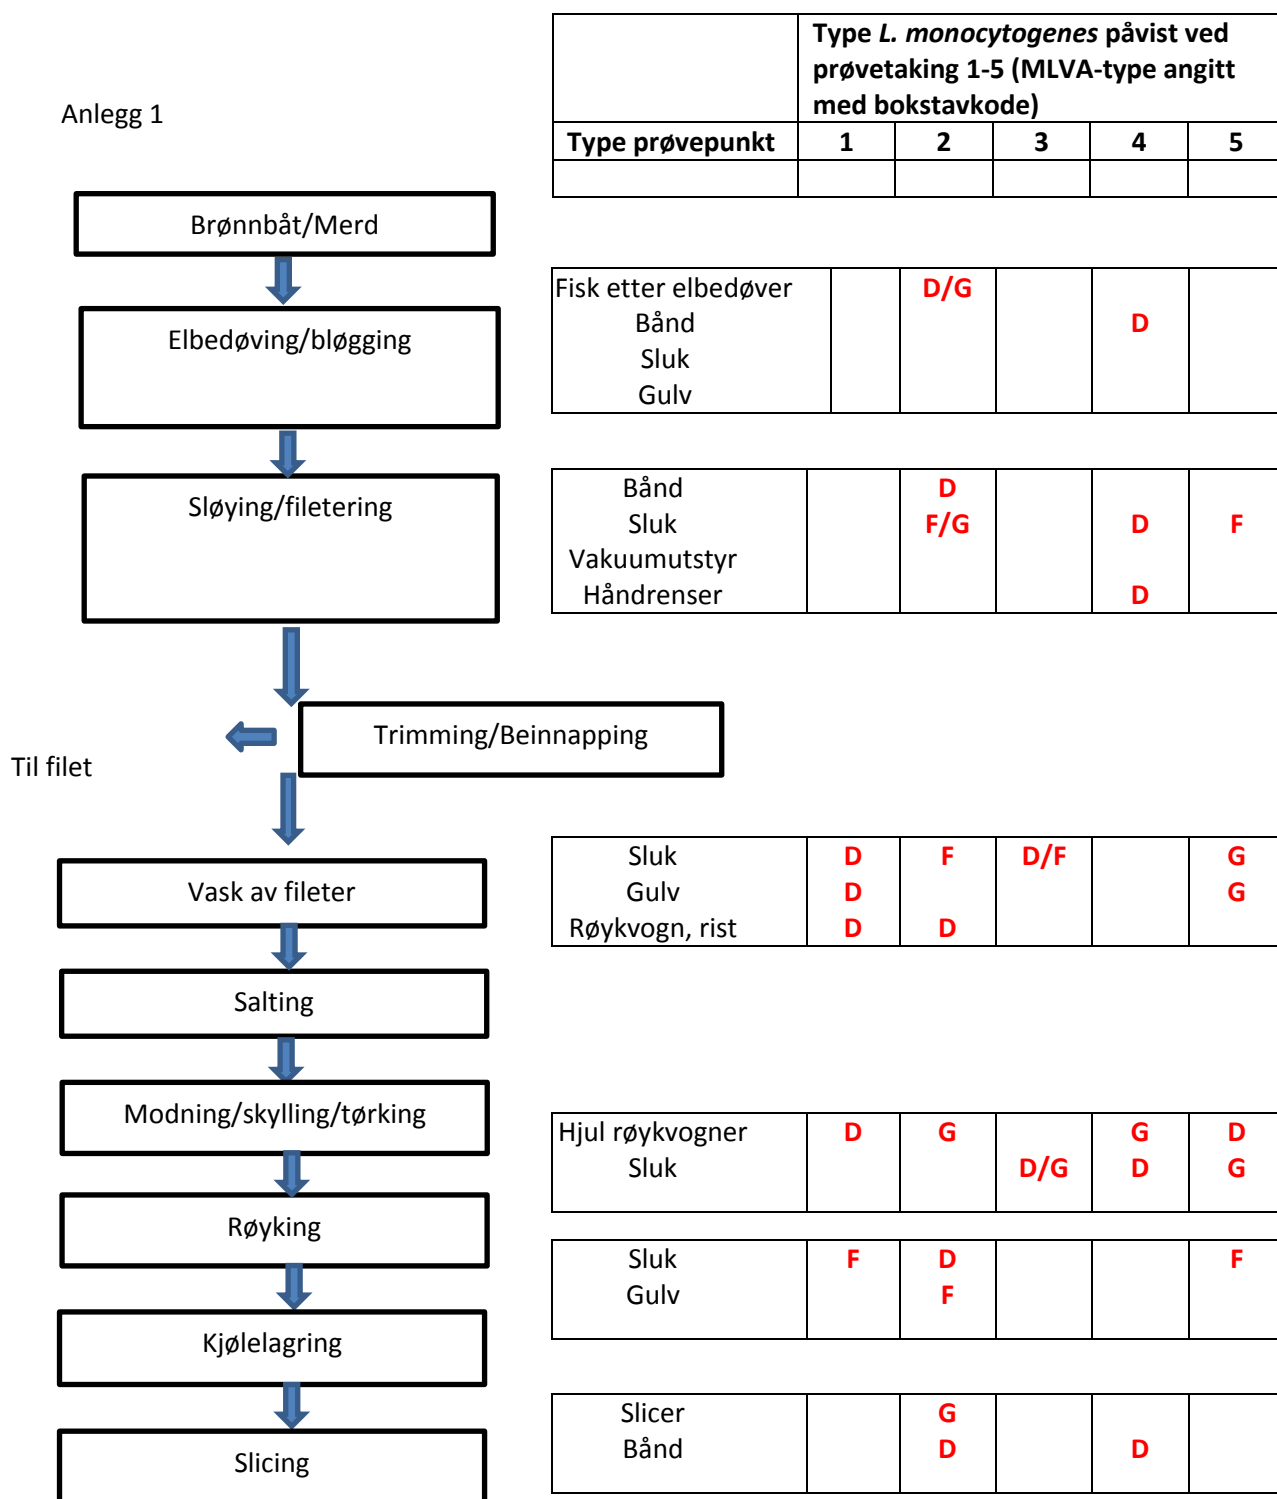 Type L. monocytogenes påvist ved
prøvetaking 1-5 (MLVA-type angitt
med bokstavkode)
Anlegg 1
Type prøvepunkt 1 2 3 4 5
Brønnbåt/Merd
Fisk etter elbedøver D/G
Bånd D
Elbedøving/bløgging
Sluk
Gulv
Bånd D
Sløying/filetering
Sluk F/G D F
Vakuumutstyr
Håndrenser D
Trimming/Beinnapping
Til filet
Sluk D F D/F G
Vask av fileter
Gulv D G
Røykvogn, rist D D
Salting
Modning/skylling/tørking
Hjul røykvogner D G G D
Sluk D/G D G
Røyking
Sluk F D F
Gulv F
Kjølelagring
Slicer G
Bånd D D
Slicing